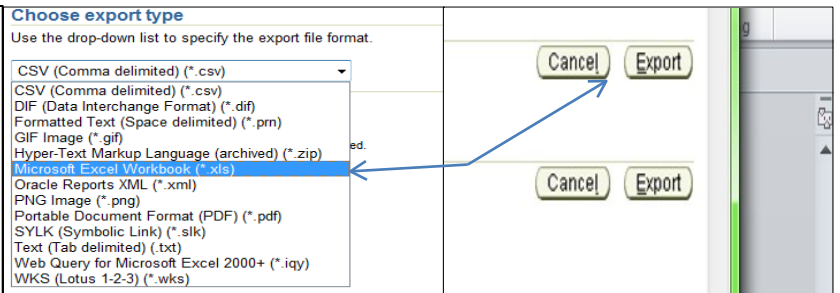 Choose export type
Use the drop-down list to specify the export file format.
CSV (Comma delimited) (*.csv)
CSV (Comma delimited) (*.csv)
DIF (Data Interchange Format) (*.dif)
Formatted Text (Space delimited) (*.prn)
GIF Image (*.gif)
Hyper-Text Markup Language (archived) (*.zip)
ed.
Microsoft Excel Workbook (*.xls)
Oracle Reports XML (*.xml)
PNG Image (*.png)
Portable Document Format (PDF) (*.pdf)
SYLK (Symbolic Link) (*.slk)
Text (Tab delimited) (.txt)
Web Query for Microsoft Excel 2000+ (*.iqy)
WKS (Lotus 1-2-3) (*.wks)
Cancel Export
Cancel Export
g